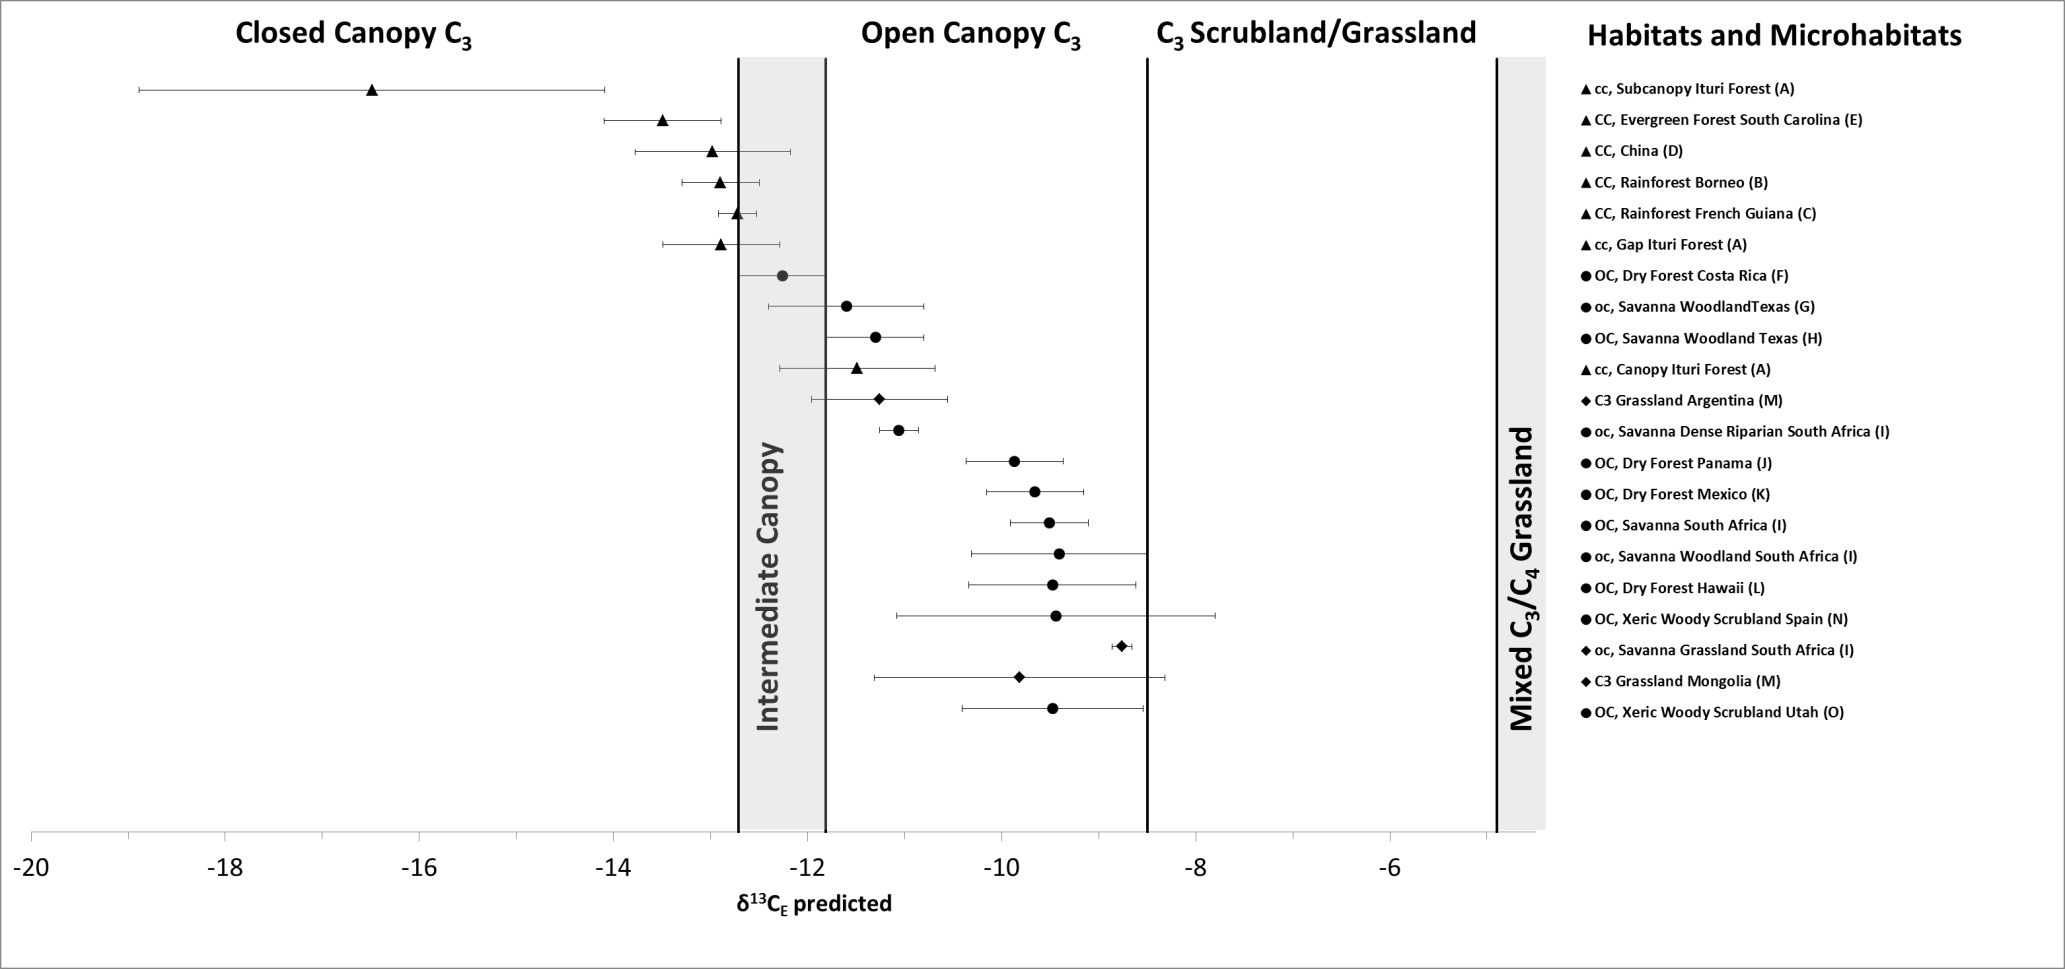 Closed Canopy C₃
Open Canopy C₃
C₃ Scrubland/Grassland
Habitats and Microhabitats
cc, Subcanopy Ituri Forest (A)
CC, Evergreen Forest South Carolina (E)
CC, China (D)
CC, Rainforest Borneo (B)
CC, Rainforest French Guiana (C)
cc, Gap Ituri Forest (A)
OC, Dry Forest Costa Rica (F)
oc, Savanna WoodlandTexas (G)
OC, Savanna Woodland Texas (H)
cc, Canopy Ituri Forest (A)
C3 Grassland Argentina (M)
oc, Savanna Dense Riparian South Africa (I)
OC, Dry Forest Panama (J)
OC, Dry Forest Mexico (K)
OC, Savanna South Africa (I)
oc, Savanna Woodland South Africa (I)
OC, Dry Forest Hawaii (L)
OC, Xeric Woody Scrubland Spain (N)
oc, Savanna Grassland South Africa (I)
C3 Grassland Mongolia (M)
OC, Xeric Woody Scrubland Utah (O)
Intermediate Canopy
Mixed C₃/C₄ Grassland
-20 -18 -16 -14 -12 -10 -8 -6
δ¹³C_E predicted